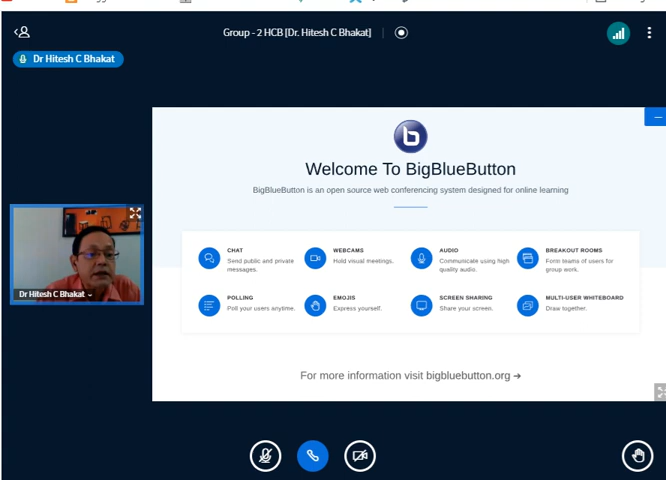 Group - 2 HCB [Dr. Hitesh C Bhakat]
Dr Hitesh C Bhakat
Welcome To BigBlueButton
BigBlueButton is an open source web conferencing system designed for online learning
CHAT
Send public and private
messages.
WEBCAMS
Hold visual meetings.
AUDIO
Communicate using high
quality audio.
BREAKOUT ROOMS
Form teams of users for
group work.
POLLING
Poll your users anytime.
EMOJIS
Express yourself.
SCREEN SHARING
Share your screen.
MULTI-USER WHITEBOARD
Draw together.
Dr Hitesh C Bhakat
For more information visit bigbluebutton.org →